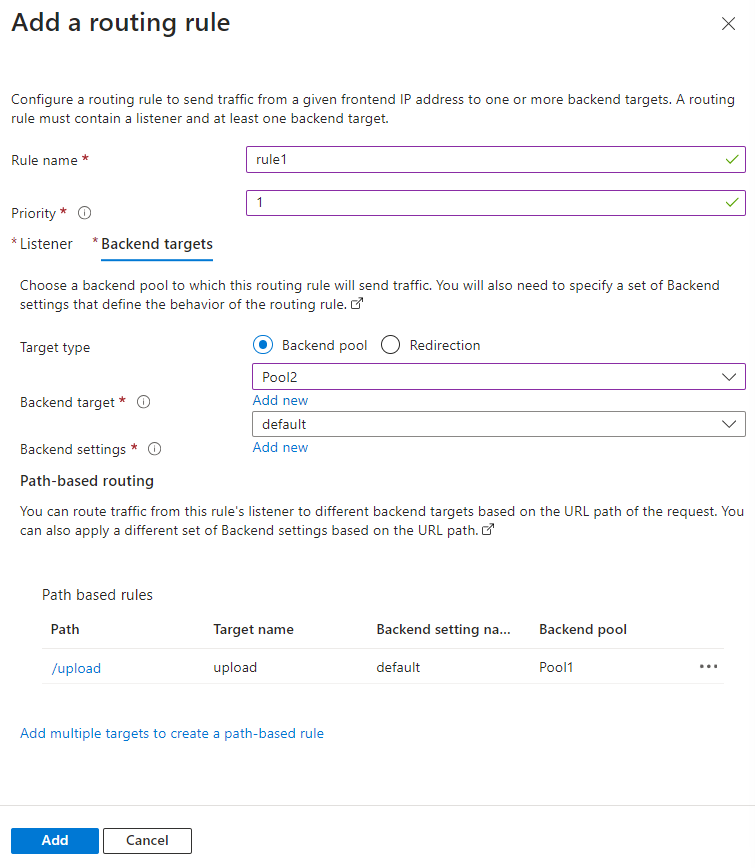 Add a routing rule
Configure a routing rule to send traffic from a given frontend IP address to one or more backend targets. A routing
rule must contain a listener and at least one backend target.
Rule name * rule1
Priority * 1
* Listener * Backend targets
Choose a backend pool to which this routing rule will send traffic. You will also need to specify a set of Backend
settings that define the behavior of the routing rule.
Target type Backend pool Redirection
Pool2
Backend target * Add new
default
Backend settings * Add new
Path-based routing
You can route traffic from this rule's listener to different backend targets based on the URL path of the request. You
can also apply a different set of Backend settings based on the URL path.
Path based rules
Path Target name Backend setting na... Backend pool
/upload upload default Pool1
Add multiple targets to create a path-based rule
Add Cancel